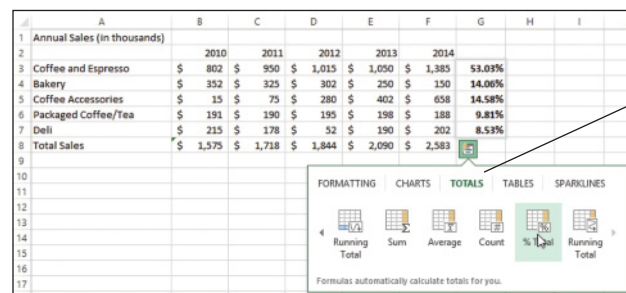 A B C D E F G H I
1 Annual Sales (in thousands)
2 2010 2011 2012 2013 2014
3 Coffee and Espresso $ 802 $ 950 $ 1,015 $ 1,050 $ 1,385 53.03%
4 Bakery $ 352 $ 325 $ 302 $ 250 $ 150 14.06%
5 Coffee Accessories $ 15 $ 75 $ 280 $ 402 $ 658 14.58%
6 Packaged Coffee/Tea $ 191 $ 190 $ 195 $ 198 $ 188 9.81%
7 Deli $ 215 $ 178 $ 52 $ 190 $ 202 8.53%
8 Total Sales $ 1,575 $ 1,718 $ 1,844 $ 2,090 $ 2,583
9
10
11
12
13
14
15
16
17
FORMATTING CHARTS TOTALS TABLES SPARKLINES
Running Total Sum Average Count % Total Running Total
Formulas automatically calculate totals for you.